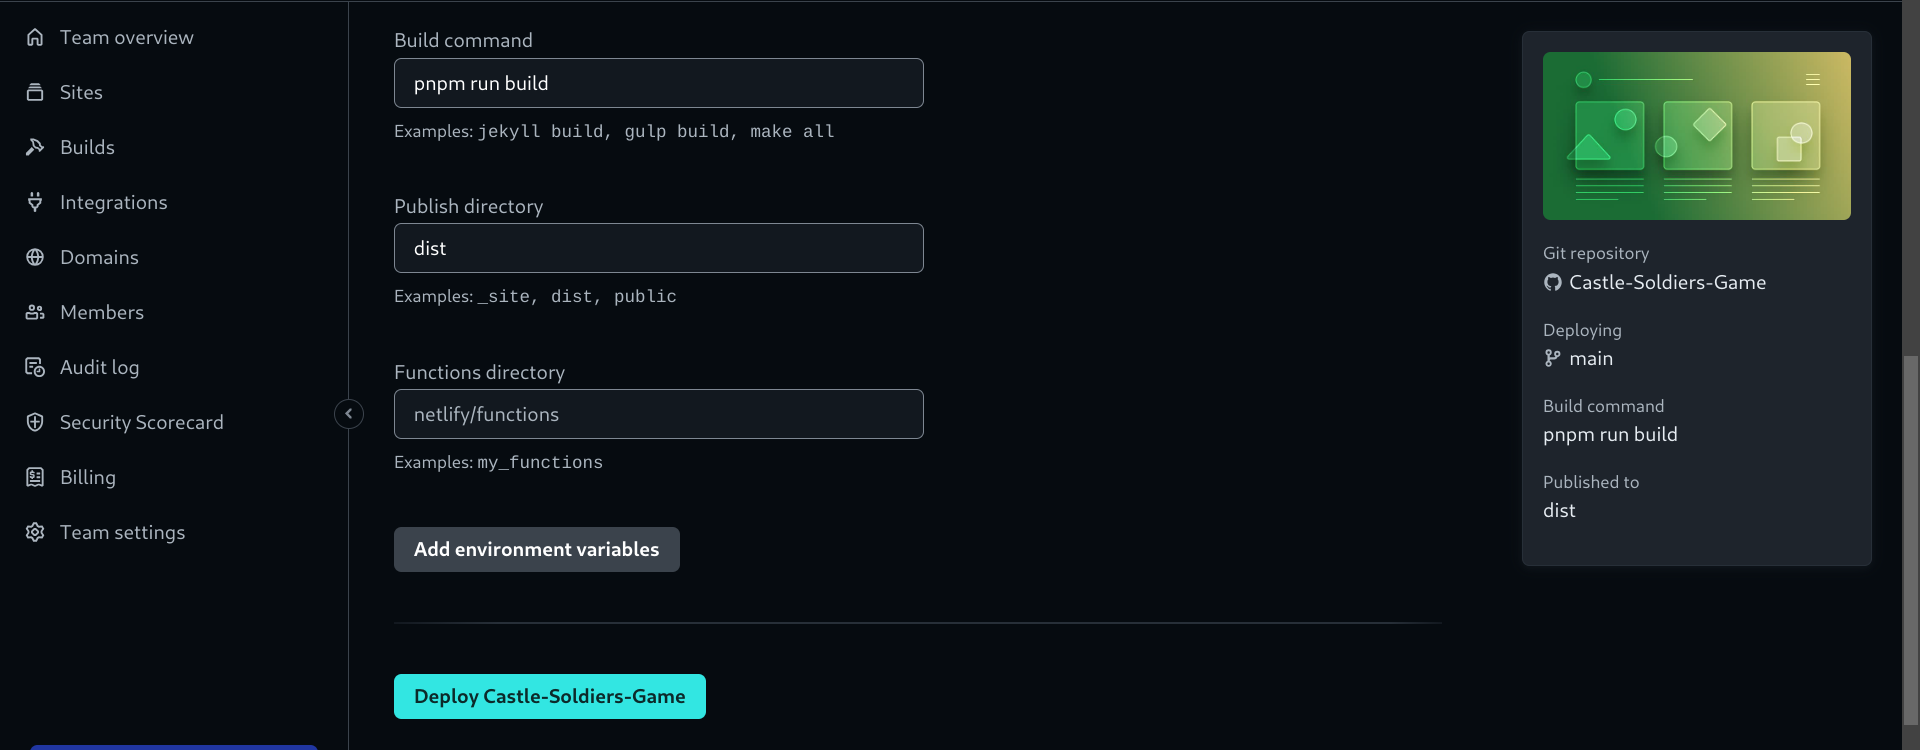 Team overview
Sites
Builds
Integrations
Domains
Members
Audit log
Security Scorecard
Billing
Team settings
Build command
pnpm run build
Examples: jekyll build, gulp build, make all
Publish directory
dist
Examples: _site, dist, public
Functions directory
netlify/functions
Examples: my_functions
Add environment variables
Deploy Castle-Soldiers-Game
Git repository
Castle-Soldiers-Game
Deploying
main
Build command
pnpm run build
Published to
dist